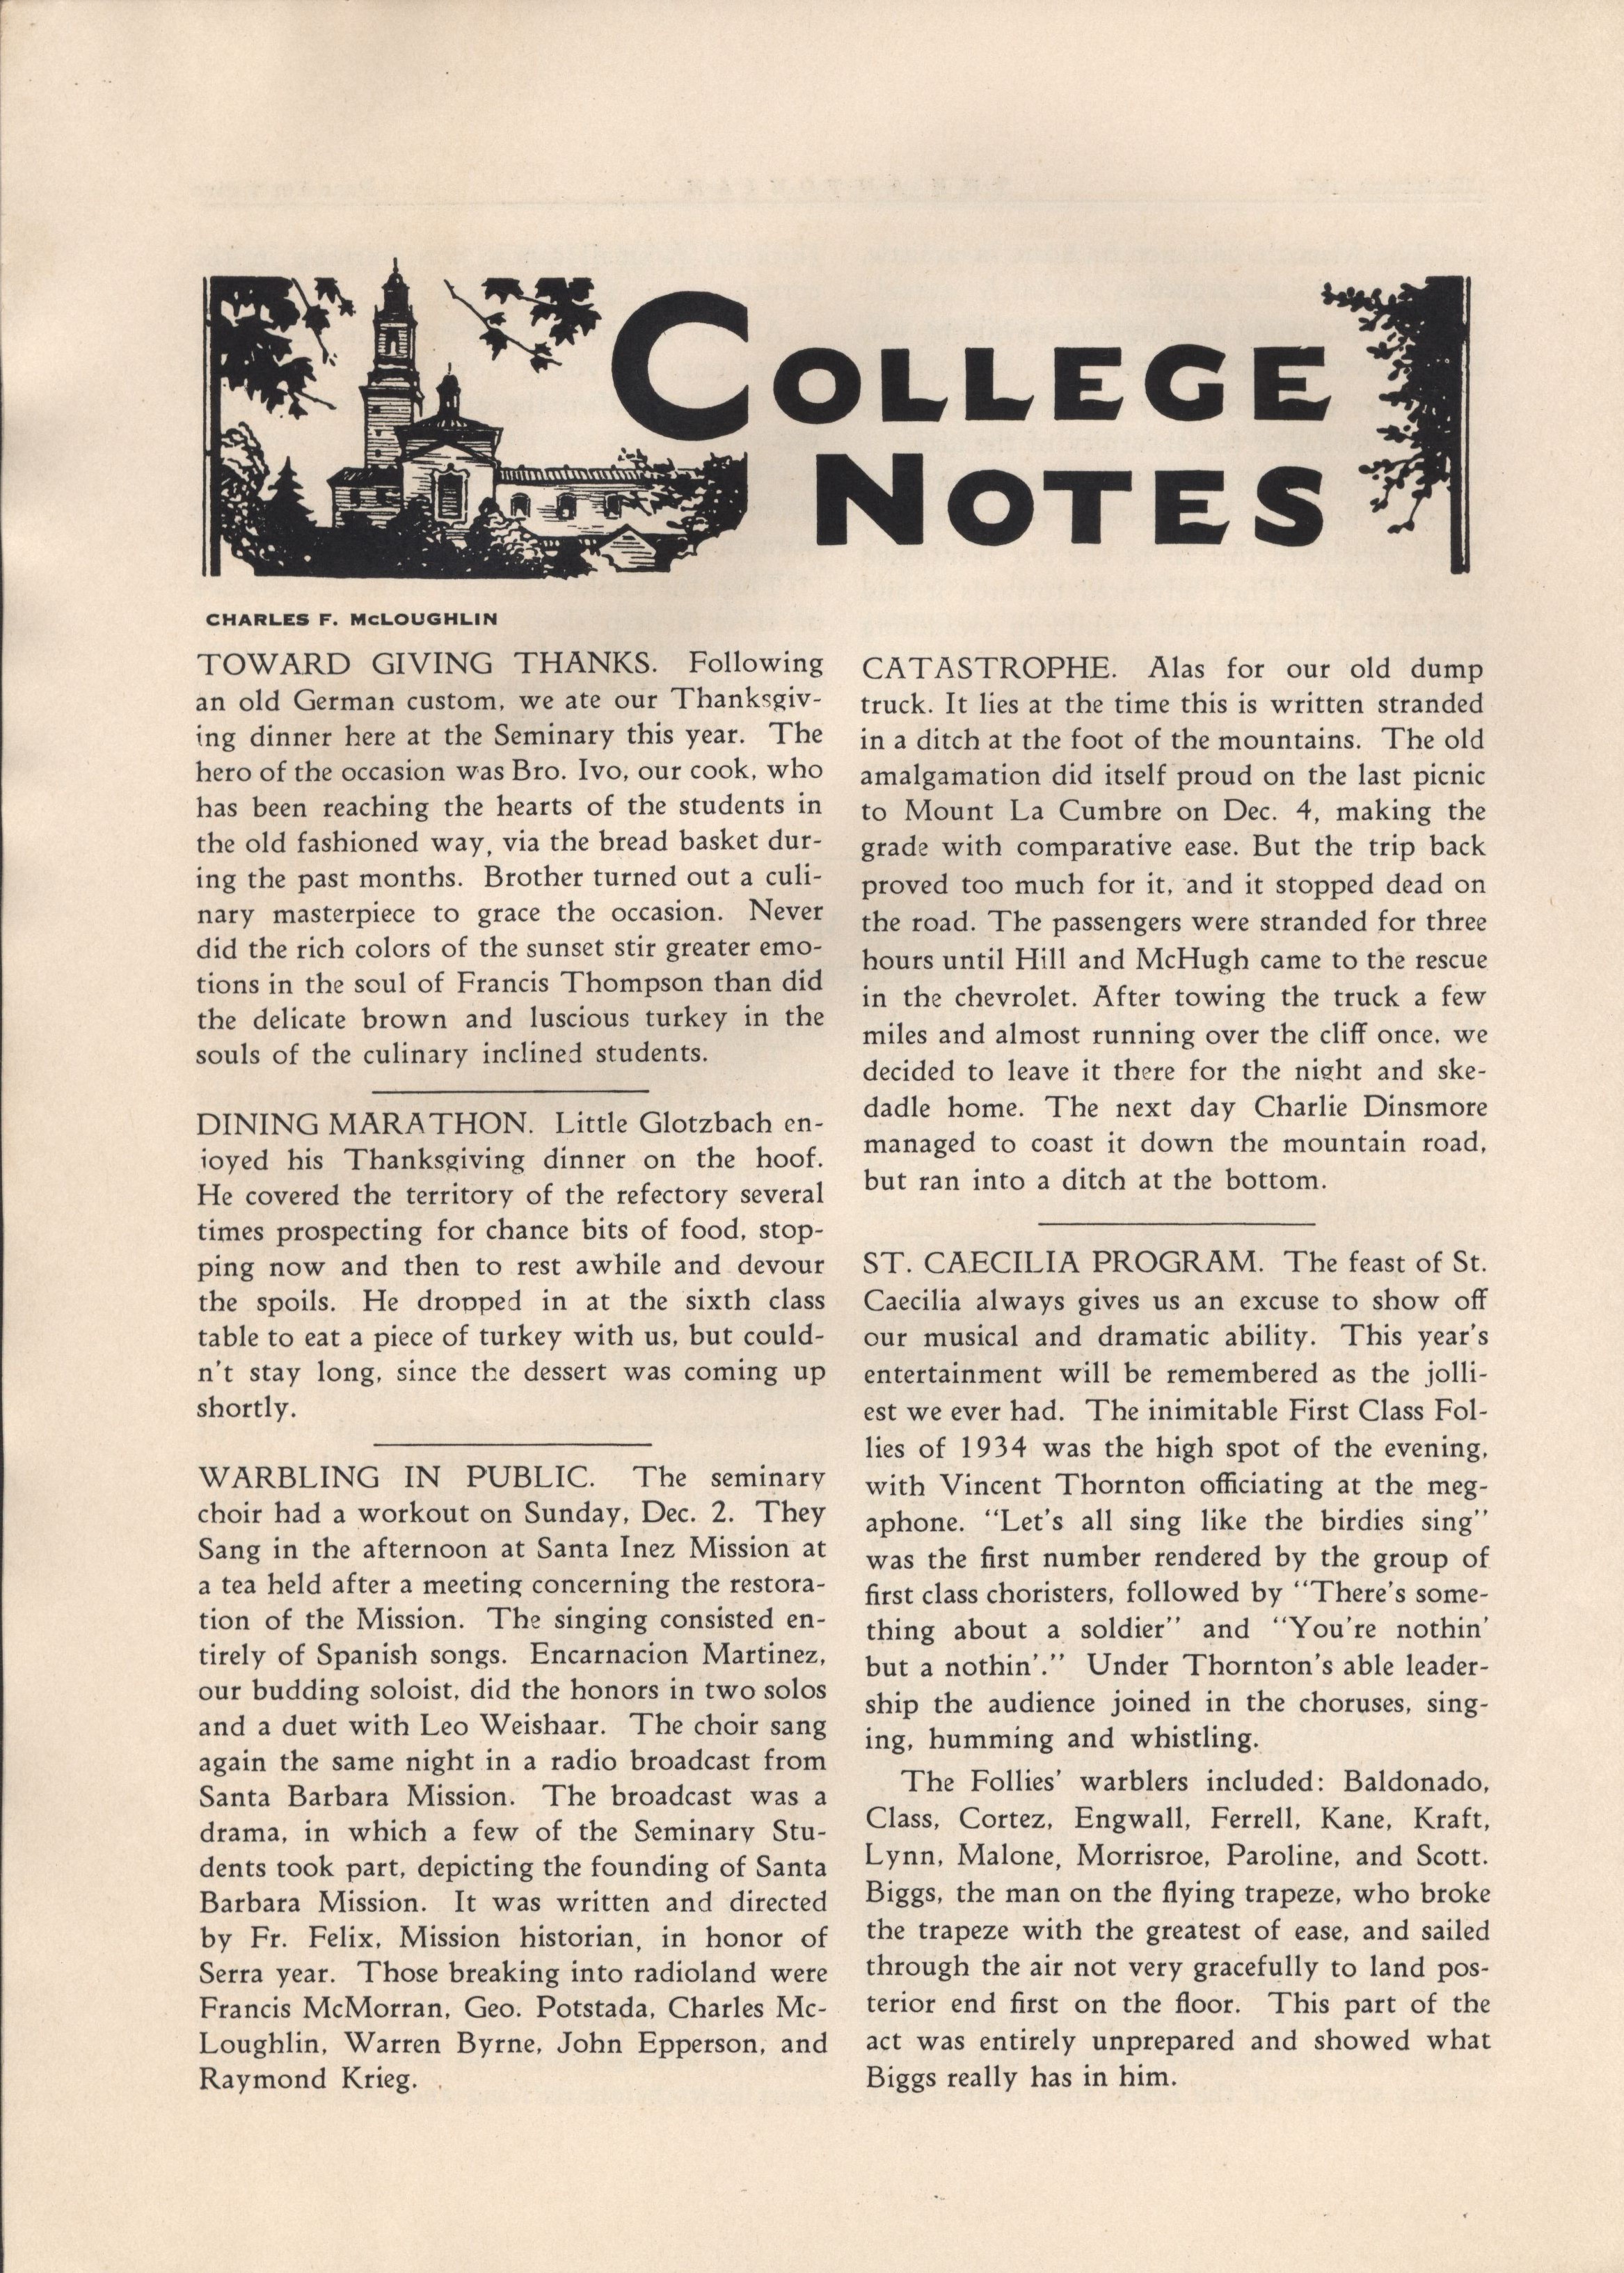 COLLEGE
NOTES
CHARLES F. McLOUGHLIN
TOWARD GIVING THANKS. Following
an old German custom, we ate our Thanksgiv-
ing dinner here at the Seminary this year. The
hero of the occasion was Bro. Ivo, our cook, who
has been reaching the hearts of the students in
the old fashioned way, via the bread basket dur-
ing the past months. Brother turned out a culi-
nary masterpiece to grace the occasion. Never
did the rich colors of the sunset stir greater emo-
tions in the soul of Francis Thompson than did
the delicate brown and luscious turkey in the
souls of the culinary inclined students.
DINING MARATHON. Little Glotzbach en-
joyed his Thanksgiving dinner on the hoof.
He covered the territory of the refectory several
times prospecting for chance bits of food, stop-
ping now and then to rest awhile and devour
the spoils. He dropped in at the sixth class
table to eat a piece of turkey with us, but could-
n't stay long, since the dessert was coming up
shortly.
WARBLING IN PUBLIC. The seminary
choir had a workout on Sunday, Dec. 2. They
Sang in the afternoon at Santa Inez Mission at
a tea held after a meeting concerning the restora-
tion of the Mission. The singing consisted en-
tirely of Spanish songs. Encarnacion Martinez,
our budding soloist, did the honors in two solos
and a duet with Leo Weishaar. The choir sang
again the same night in a radio broadcast from
Santa Barbara Mission. The broadcast was a
drama, in which a few of the Seminary Stu-
dents took part, depicting the founding of Santa
Barbara Mission. It was written and directed
by Fr. Felix, Mission historian, in honor of
Serra year. Those breaking into radioland were
Francis McMorran, Geo. Potstada, Charles Mc-
Loughlin, Warren Byrne, John Epperson, and
Raymond Krieg.
CATASTROPHE. Alas for our old dump
truck. It lies at the time this is written stranded
in a ditch at the foot of the mountains. The old
amalgamation did itself proud on the last picnic
to Mount La Cumbre on Dec. 4, making the
grade with comparative ease. But the trip back
proved too much for it, and it stopped dead on
the road. The passengers were stranded for three
hours until Hill and McHugh came to the rescue
in the chevrolet. After towing the truck a few
miles and almost running over the cliff once, we
decided to leave it there for the night and ske-
dadle home. The next day Charlie Dinsmore
managed to coast it down the mountain road,
but ran into a ditch at the bottom.
ST. CAECILIA PROGRAM. The feast of St.
Caecilia always gives us an excuse to show off
our musical and dramatic ability. This year's
entertainment will be remembered as the jolli-
est we ever had. The inimitable First Class Fol-
lies of 1934 was the high spot of the evening,
with Vincent Thornton officiating at the meg-
aphone. "Let's all sing like the birdies sing"
was the first number rendered by the group of
first class choristers, followed by "There's some-
thing about a soldier" and "You're nothin'
but a nothin'." Under Thornton's able leader-
ship the audience joined in the choruses, sing-
ing, humming and whistling.
The Follies' warblers included: Baldonado,
Class, Cortez, Engwall, Ferrell, Kane, Kraft,
Lynn, Malone, Morrisroe, Paroline, and Scott.
Biggs, the man on the flying trapeze, who broke
the trapeze with the greatest of ease, and sailed
through the air not very gracefully to land pos-
terior end first on the floor. This part of the
act was entirely unprepared and showed what
Biggs really has in him.